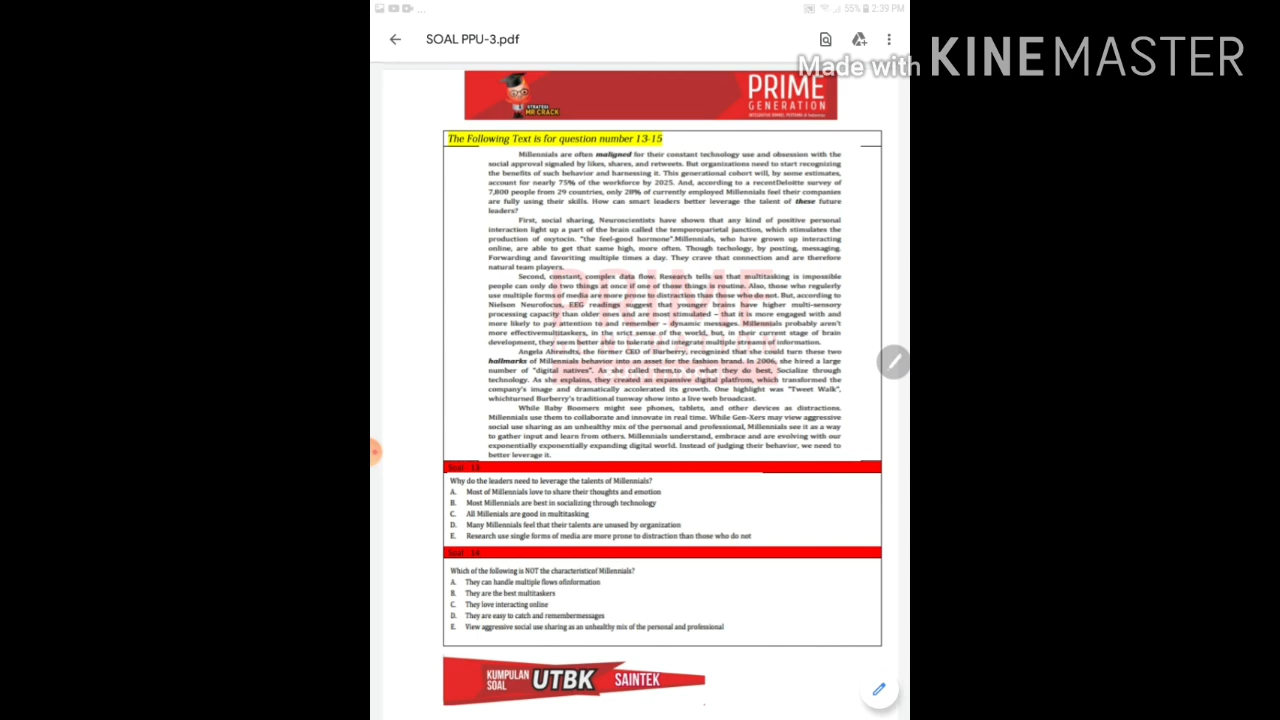 ... 55% 2:39 PM
SOAL PPU-3.pdf
Made with KINEMASTER
STRATEGI
MR.CRACK
PRIME
GENERATION
The Following Text is for question number 13-15
Millennials are often maligned for their constant technology use and obsession with the
social approval signaled by likes, shares, and retweets. But organizations need to start recognizing
the benefits of such behavior and harnessing it. This generational cohort will, by some estimates,
account for nearly 75% of the workforce by 2025. And, according to a recentDeloitte survey of
7,800 people from 29 countries, only 28% of currently employed Millennials feel their companies
are fully using their skills. How can smart leaders better leverage the talent of these future
leaders?
First, social sharing, Neuroscientists have shown that any kind of positive personal
interaction light up a part of the brain called the temporoparietal junction, which stimulates the
production of oxytocin. "the feel-good hormone".Millennials, who have grown up interacting
online, are able to get that same high, more often. Though techology, by posting, messaging.
Forwarding and favoriting multiple times a day. They crave that connection and are therefore
natural team players.
Second, constant, complex data flow. Research tells us that multitasking is impossible
people can only do two things at once if one of those things is routine. Also, those who regulerly
use multiple forms of media are more prone to distraction than those who do not. But, according to
Nielson Neurofocus, EEG readings suggest that younger brains have higher multi-sensory
processing capacity than older ones and are most stimulated – that it is more engaged with and
more likely to pay attention to and remember – dynamic messages. Millennials probably aren't
more effectivemultitaskers, in the srict sense of the world, but, in their current stage of brain
development, they seem better able to tolerate and integrate multiple streams of information.
Angela Ahrendts, the former CEO of Burberry, recognized that she could turn these two
hallmarks of Millennials behavior into an asset for the fashion brand. In 2006, she hired a large
number of "digital natives". As she called them,to do what they do best, Socialize through
technology. As she explains, they created an expansive digital platfrom, which transformed the
company's image and dramatically accelerated its growth. One highlight was "Tweet Walk",
whichturned Burberry's traditional tunway show into a live web broadcast.
While Baby Boomers might see phones, tablets, and other devices as distractions.
Millennials use them to collaborate and innovate in real time. While Gen-Xers may view aggressive
social use sharing as an unhealthy mix of the personal and professional, Millennials see it as a way
to gather input and learn from others. Millennials understand, embrace and are evolving with our
exponentially exponentially expanding digital world. Instead of judging their behavior, we need to
better leverage it.
Soal - 13
Why do the leaders need to leverage the talents of Millennials?
A. Most of Millennials love to share their thoughts and emotion
B. Most Millennials are best in socializing through technology
C. All Millenials are good in multitasking
D. Many Millennials feel that their talents are unused by organization
E. Research use single forms of media are more prone to distraction than those who do not
Soal - 14
Which of the following is NOT the characteristicof Millennials?
A. They can handle multiple flows ofinformation
B. They are the best multitaskers
C. They love interacting online
D. They are easy to catch and remembermessages
E. View aggressive social use sharing as an unhealthy mix of the personal and professional
KUMPULAN
SOAL
UTBK
SAINTEK